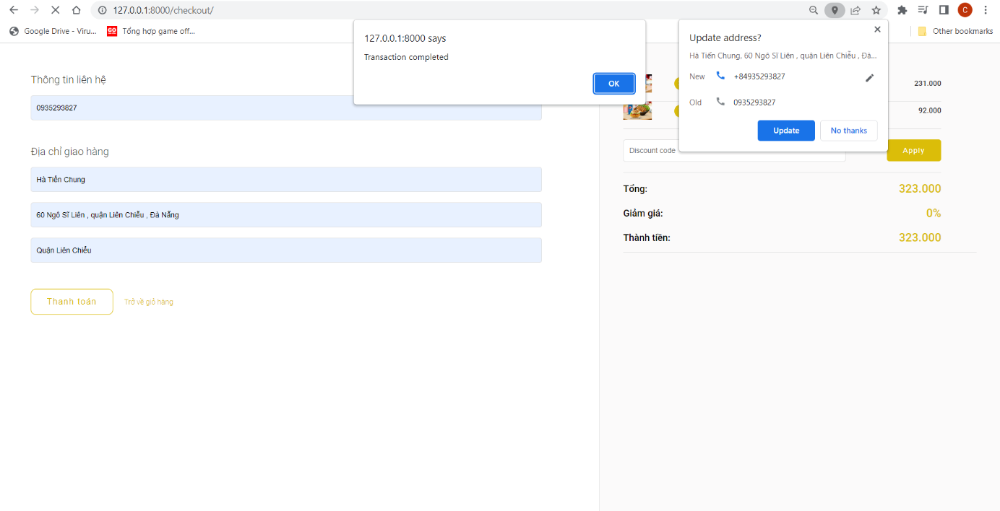 127.0.0.1:8000/checkout/
C
Google Drive - Viru...
GO
Tổng hợp game off...
Other bookmarks
127.0.0.1:8000 says
Transaction completed
OK
Update address?
Hà Tiến Chung, 60 Ngô Sĩ Liên , quận Liên Chiểu , Đà...
New +84935293827
Old 0935293827
Update No thanks
Thông tin liên hệ
0935293827
Địa chỉ giao hàng
Hà Tiến Chung
60 Ngô Sĩ Liên , quận Liên Chiểu , Đà Nẵng
Quận Liên Chiểu
Thanh toán
Trở về giỏ hàng
231.000
92.000
Discount code
Apply
Tổng: 323.000
Giảm giá: 0%
Thành tiền: 323.000